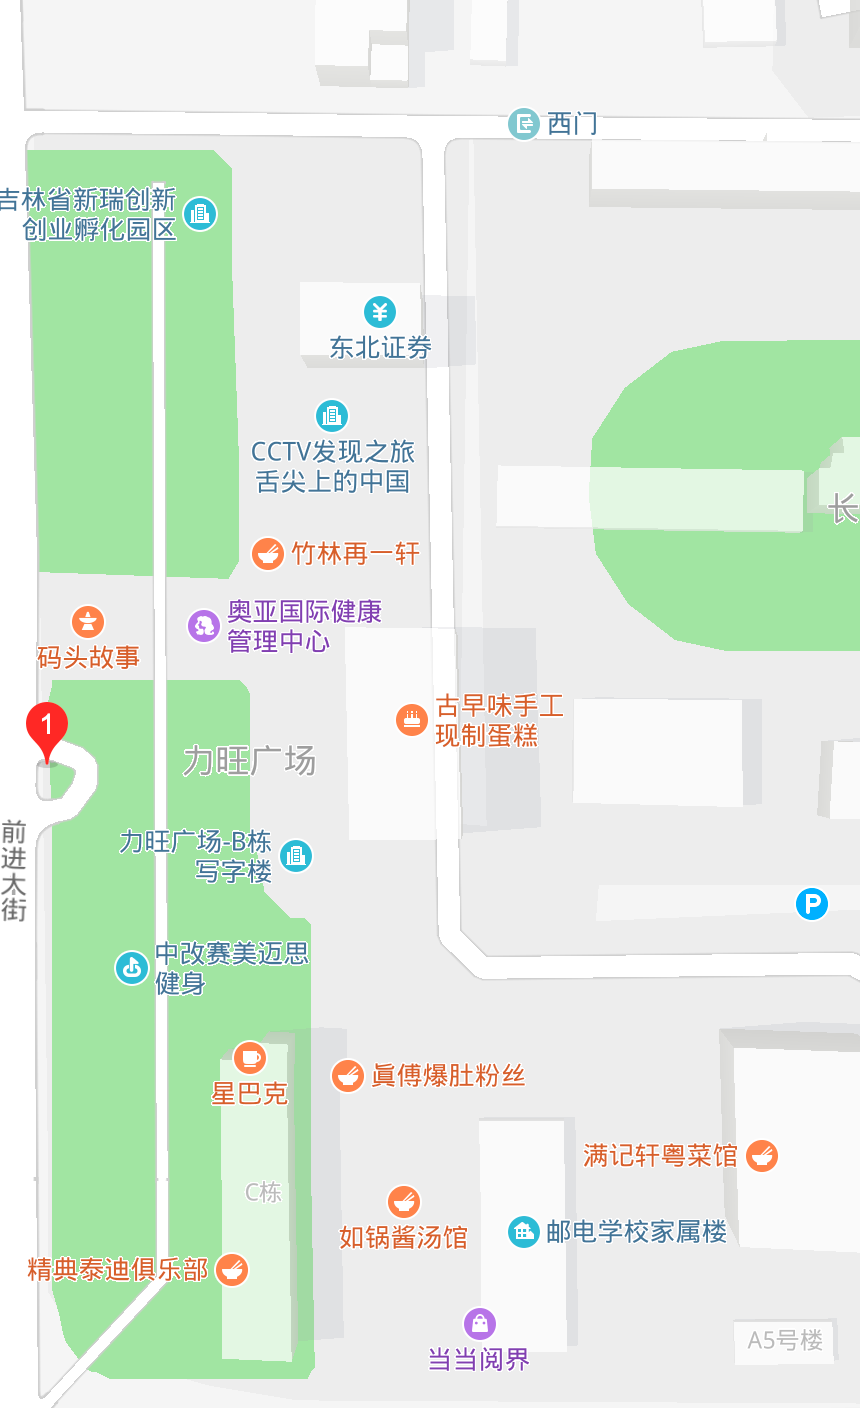 西门
吉林省新瑞创新
创业孵化园区
东北证券
CCTV发现之旅
舌尖上的中国
长
竹林再一轩
奥亚国际健康
管理中心
码头故事
古早味手工
现制蛋糕
1
力旺广场
力旺广场-B栋
写字楼
前进太街
P
中改赛美迈思
健身
星巴克
眞傅爆肚粉丝
满记轩粤菜馆
C栋
如锅酱汤馆
邮电学校家属楼
精典泰迪俱乐部
A5号楼
当当阅界